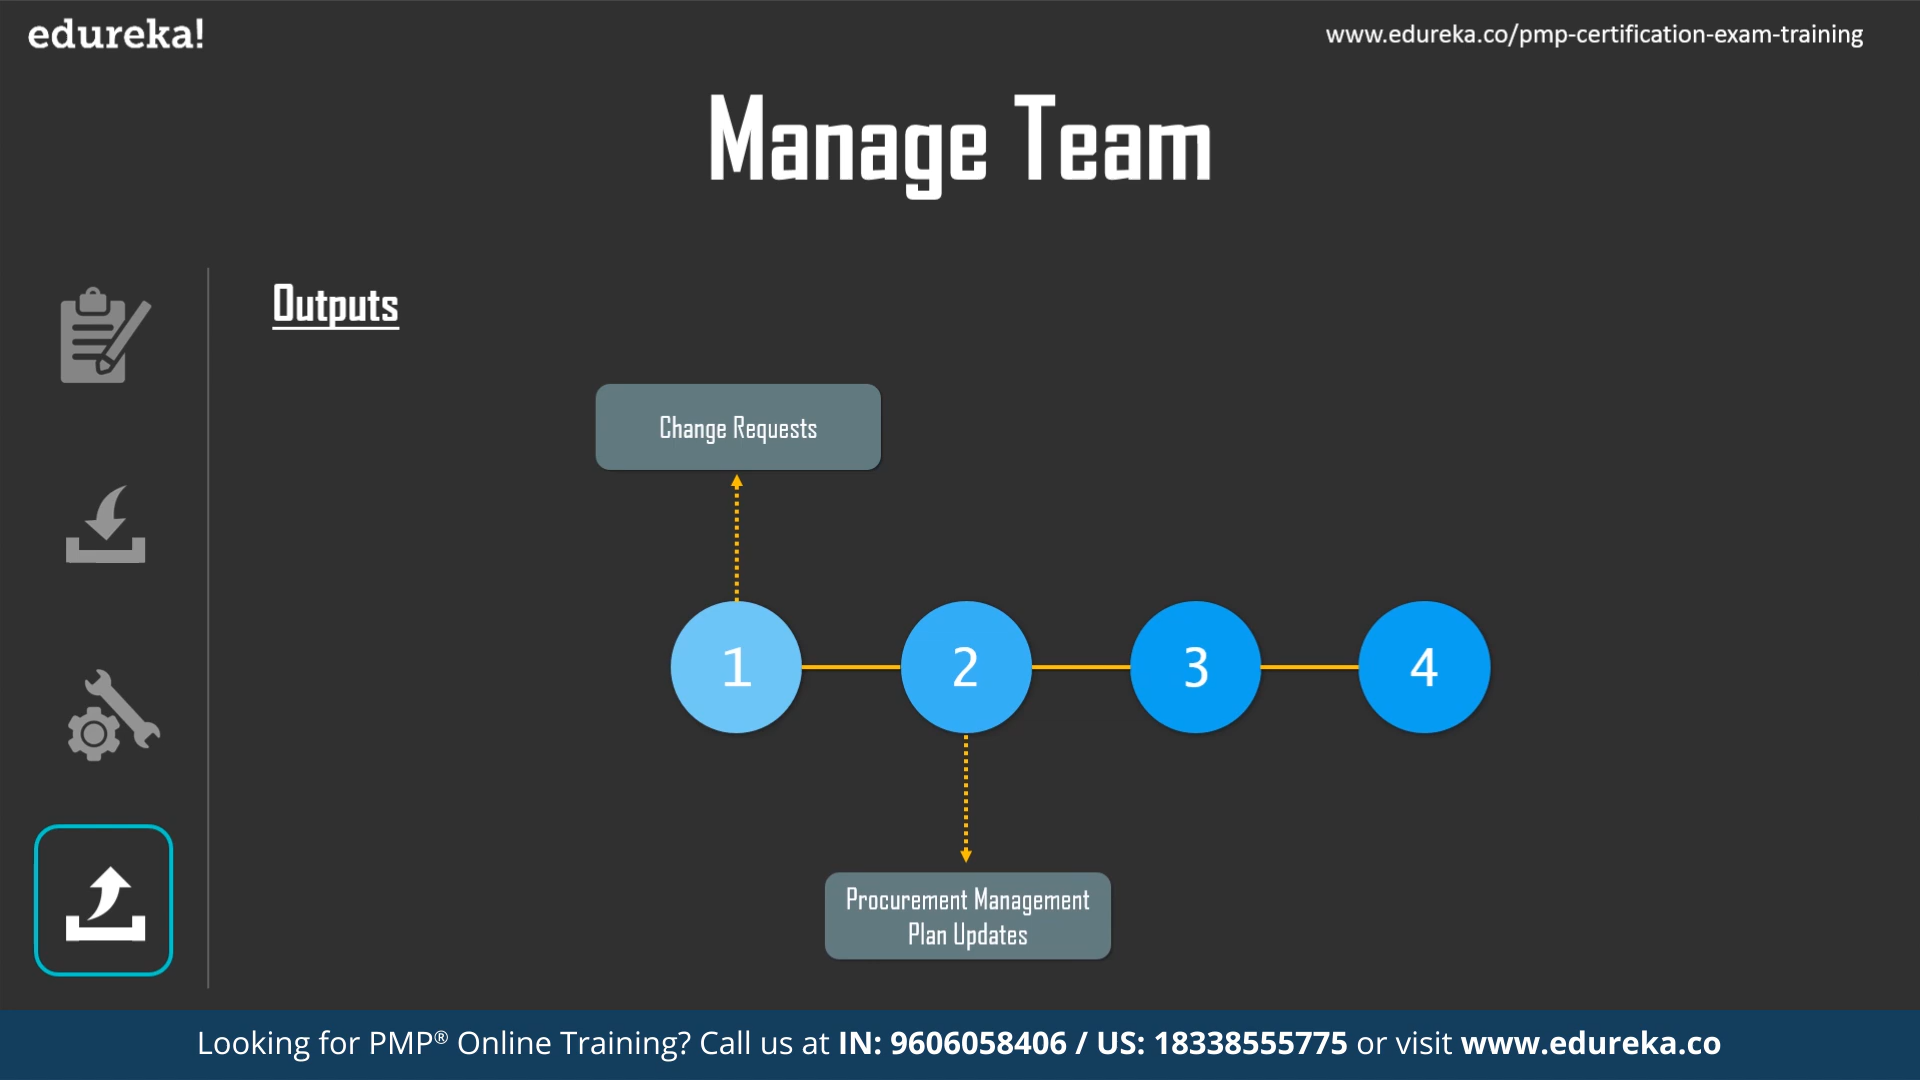 edureka!
www.edureka.co/pmp-certification-exam-training
Manage Team
Outputs
Change Requests
1
2
3
4
Procurement Management
Plan Updates
Looking for PMP® Online Training? Call us at IN: 9606058406 / US: 18338555775 or visit www.edureka.co